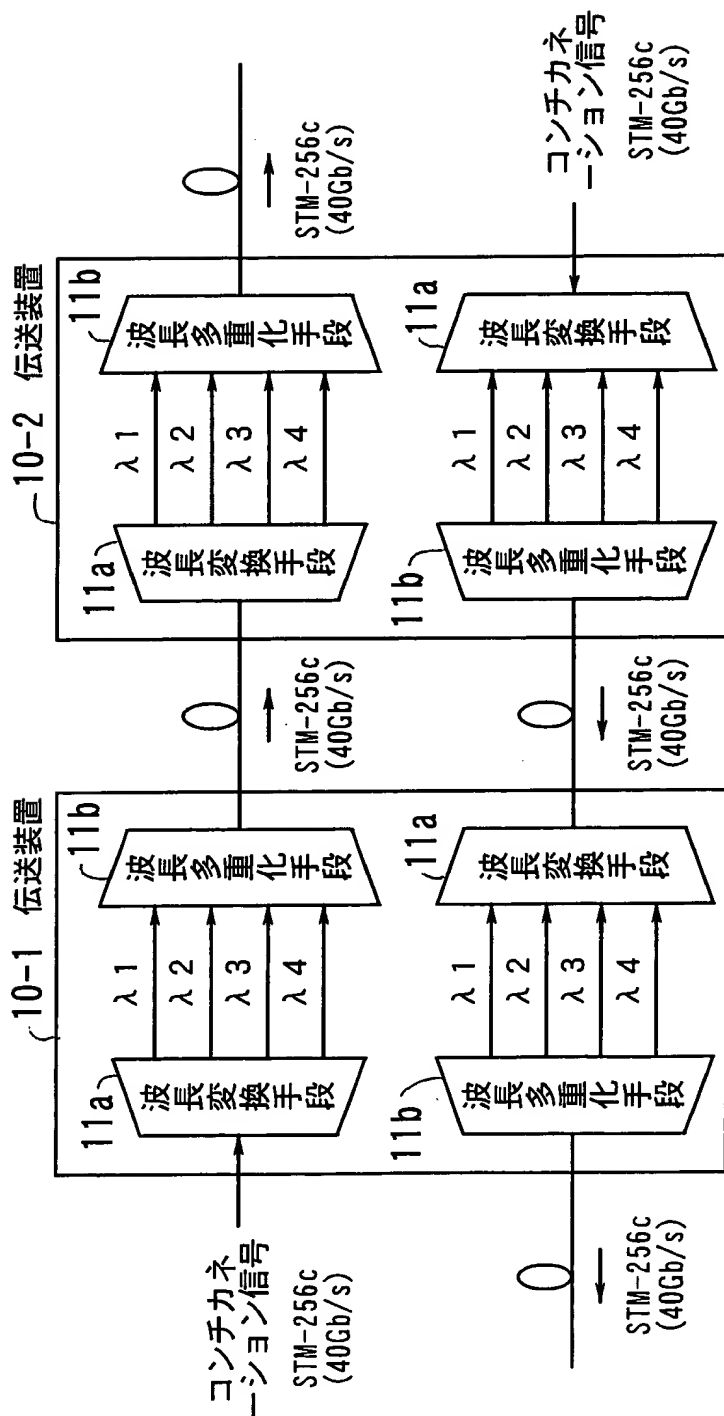 10-1 伝送装置
10-2 伝送装置
コンチカネ
ーション信号
STM-256c
(40Gb/s)
11a
波長変換手段
λ1
λ2
λ3
λ4
11b
波長多重化手段
STM-256c
(40Gb/s)
11a
波長変換手段
λ1
λ2
λ3
λ4
11b
波長多重化手段
STM-256c
(40Gb/s)
STM-256c
(40Gb/s)
11b
波長多重化手段
λ1
λ2
λ3
λ4
11a
波長変換手段
STM-256c
(40Gb/s)
11b
波長多重化手段
λ1
λ2
λ3
λ4
11a
波長変換手段
コンチカネ
ーション信号
STM-256c
(40Gb/s)